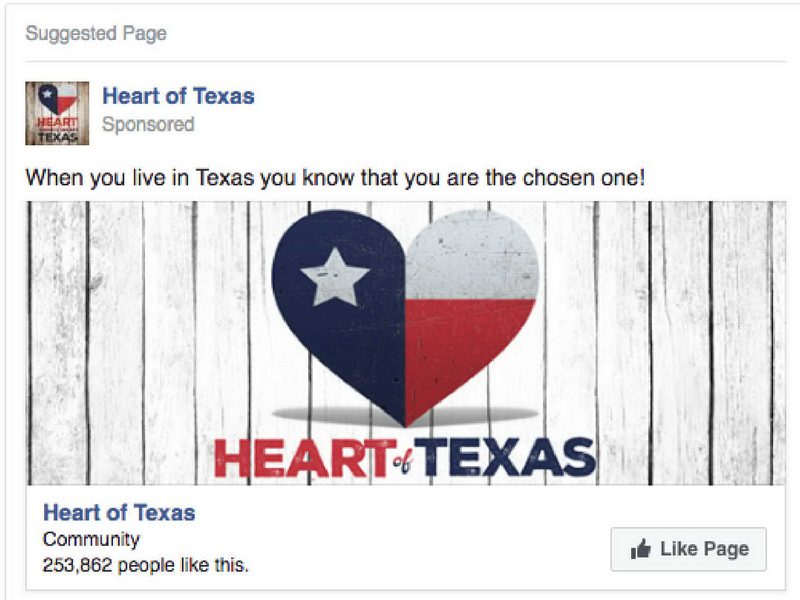 Suggested Page
Heart of Texas
Sponsored
HEART
TEXAS
When you live in Texas you know that you are the chosen one!
HEART of TEXAS
Heart of Texas
Community
253,862 people like this.
Like Page